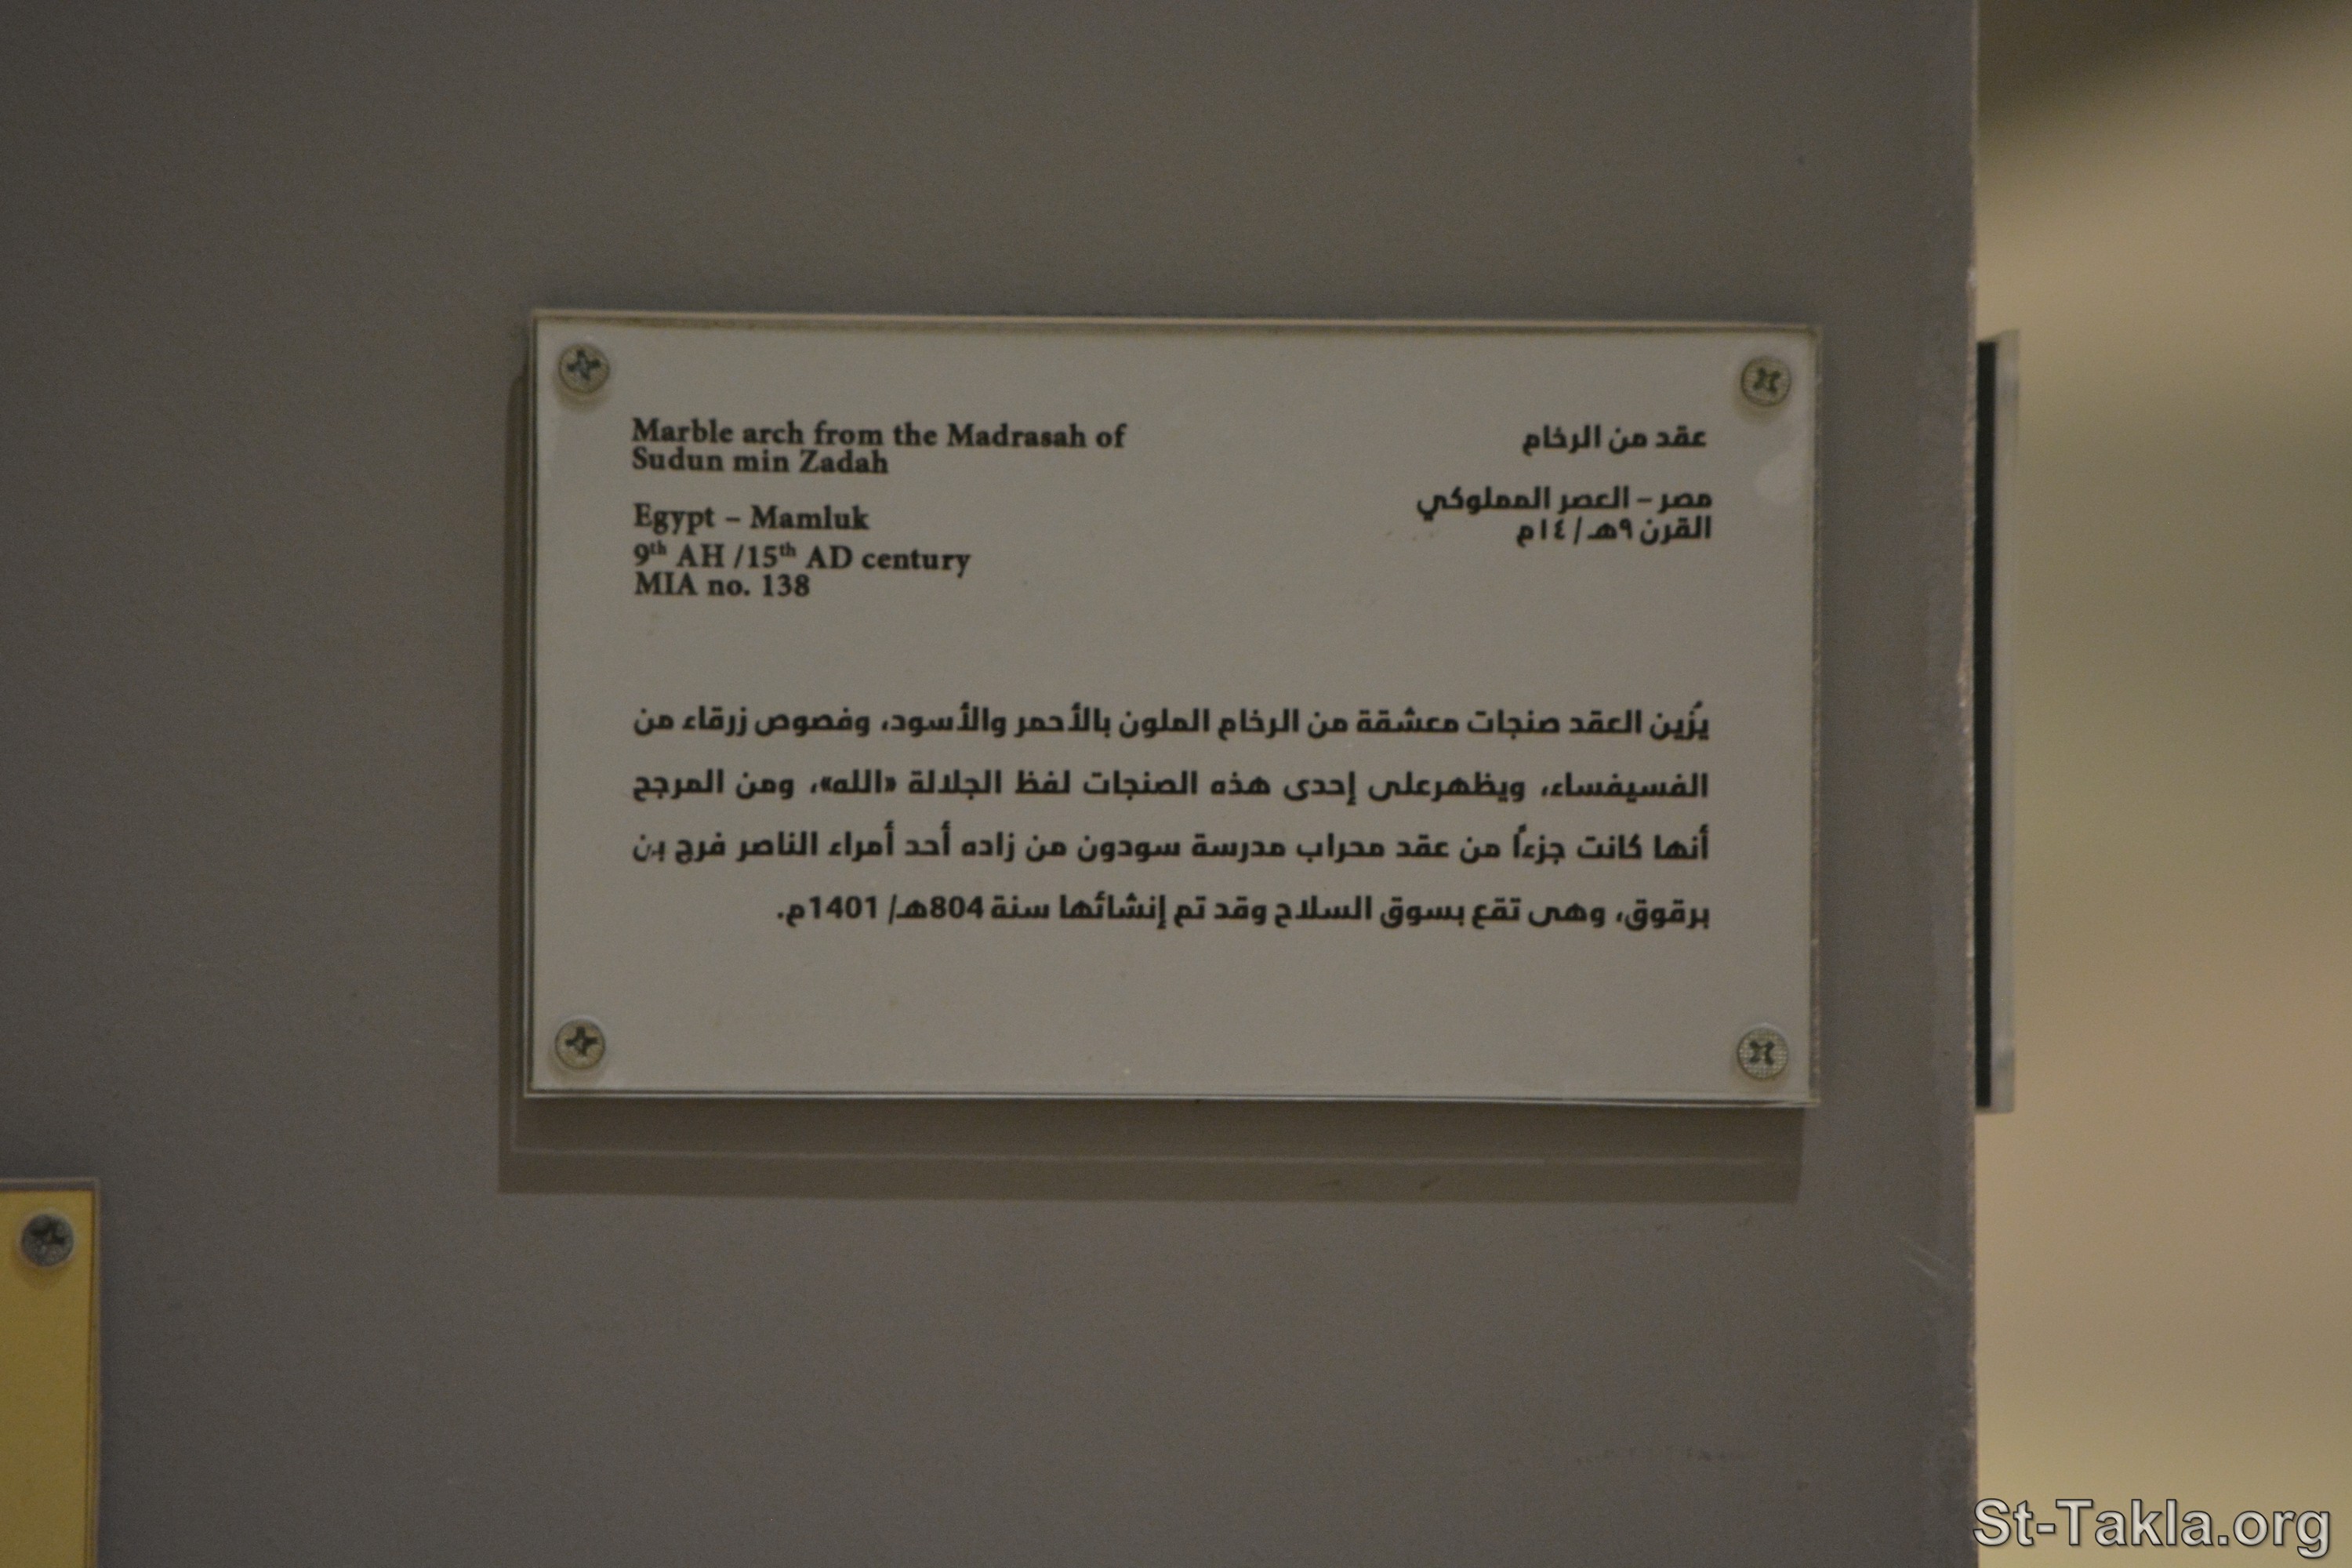 Marble arch from the Madrasah of
Sudun min Zadah
Egypt – Mamluk
9th AH /15th AD century
MIA no. 138
عقد من الرخام
مصر – العصر المملوكي
القرن ٩هـ / ١٤م
يُزين العقد صنجات معشقة من الرخام الملون بالأحمر والأسود، وفصوص زرقاء من
الفسيفساء، ويظهرعلى إحدى هذه الصنجات لفظ الجلالة «الله»، ومن المرجح
أنها كانت جزءاً من عقد محراب مدرسة سودون من زاده أحد أمراء الناصر فرج بن
برقوق، وهى تقع بسوق السلاح وقد تم إنشائها سنة 804هـ/ 1401م.
St-Takla.org